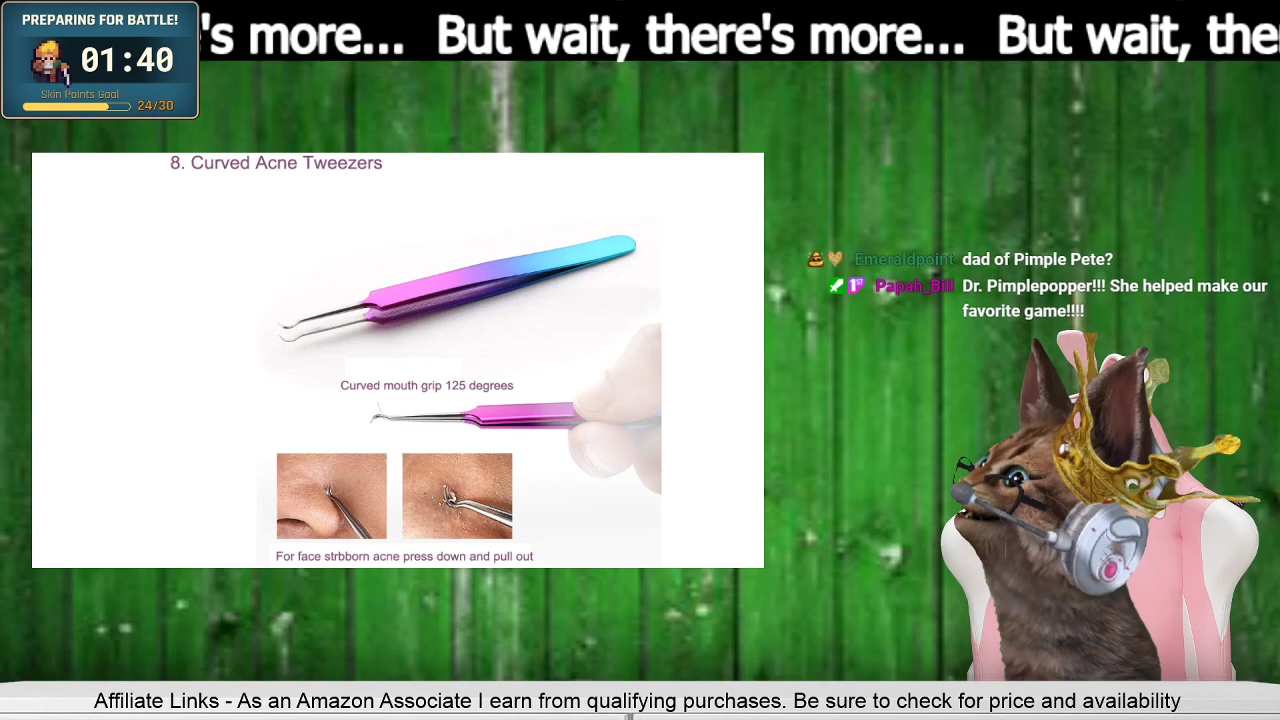 PREPARING FOR BATTLE!
01:40
Skin Points Goal
24/30
's more... But wait, there's more... But wait, the
8. Curved Acne Tweezers
Curved mouth grip 125 degrees
For face strbborn acne press down and pull out
Emeraldpoint dad of Pimple Pete?
1ST Papah_Bill Dr. Pimplepopper!!! She helped make our
favorite game!!!!
Affiliate Links - As an Amazon Associate I earn from qualifying purchases. Be sure to check for price and availability